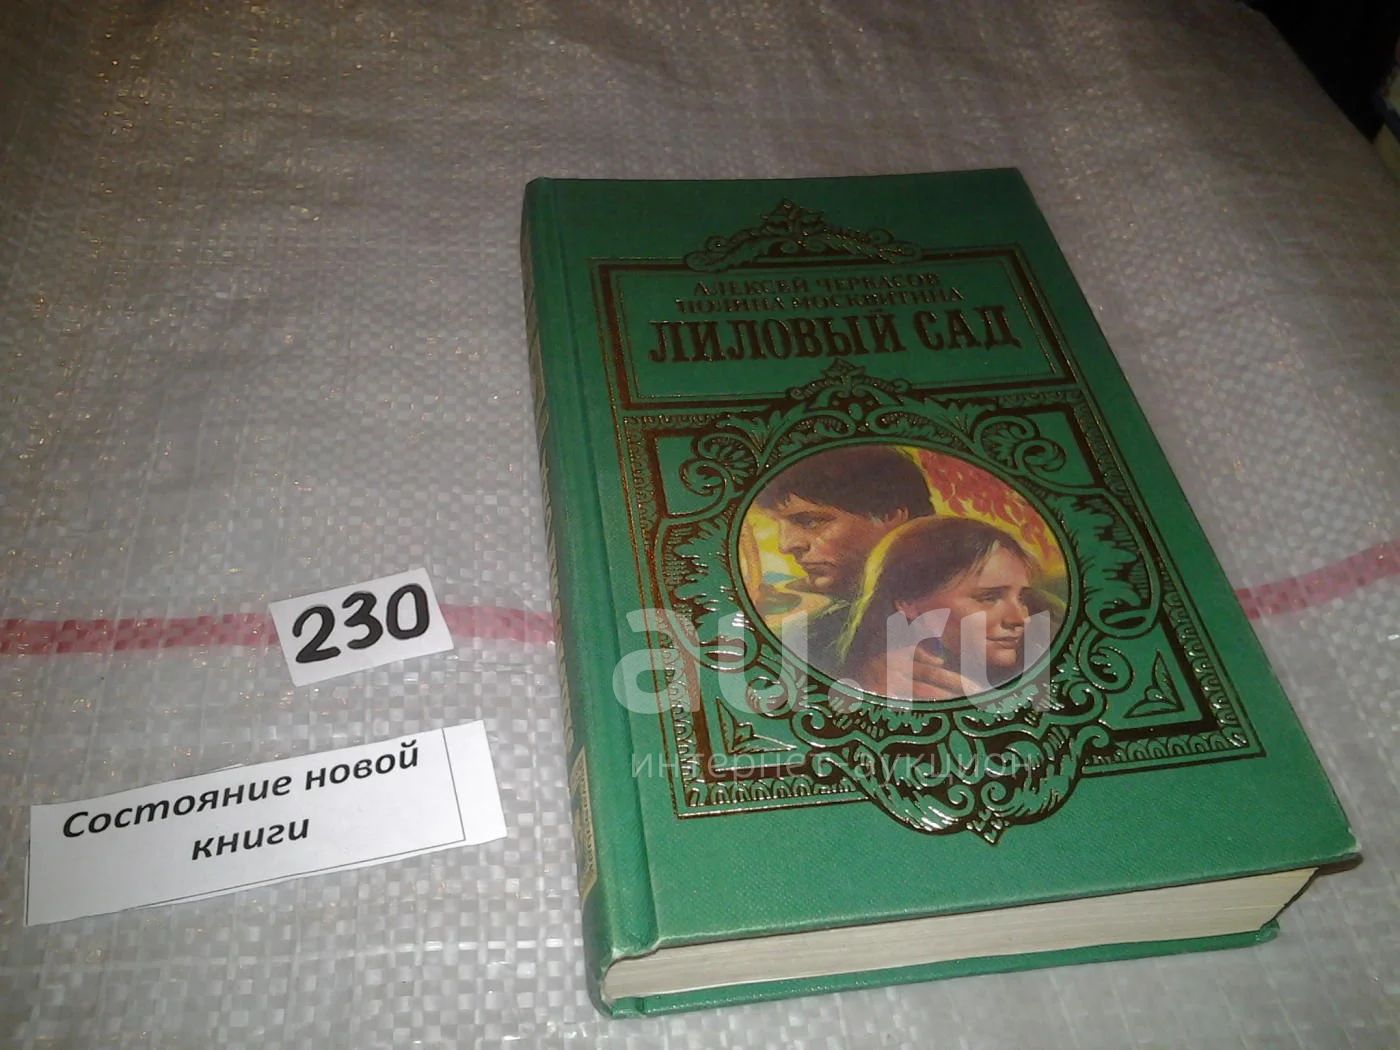 АЛЕКСЕЙ ЧЕРКАСОВ
ПОЛИНА МОСКВИТИНА
ЛИЛОВЫЙ САД
230
Состояние новой
книги
au.ru
интернет аукцион